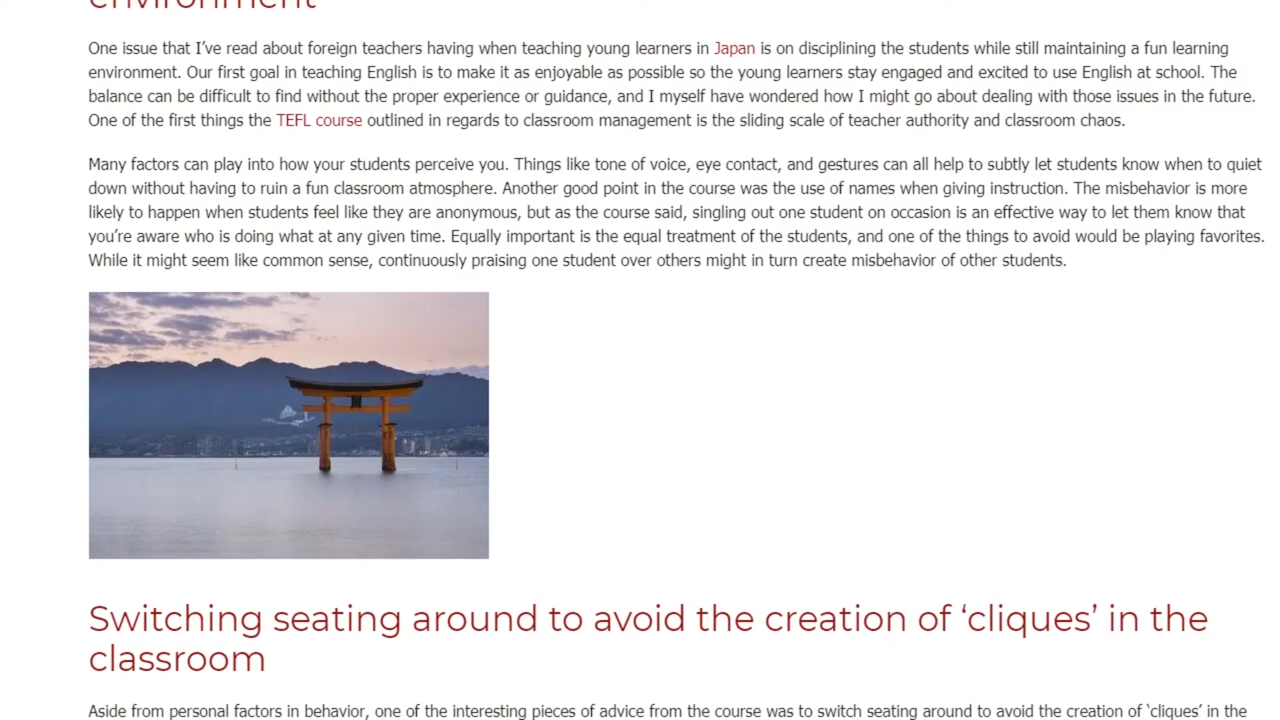 environment
One issue that I've read about foreign teachers having when teaching young learners in Japan is on disciplining the students while still maintaining a fun learning
environment. Our first goal in teaching English is to make it as enjoyable as possible so the young learners stay engaged and excited to use English at school. The
balance can be difficult to find without the proper experience or guidance, and I myself have wondered how I might go about dealing with those issues in the future.
One of the first things the TEFL course outlined in regards to classroom management is the sliding scale of teacher authority and classroom chaos.
Many factors can play into how your students perceive you. Things like tone of voice, eye contact, and gestures can all help to subtly let students know when to quiet
down without having to ruin a fun classroom atmosphere. Another good point in the course was the use of names when giving instruction. The misbehavior is more
likely to happen when students feel like they are anonymous, but as the course said, singling out one student on occasion is an effective way to let them know that
you're aware who is doing what at any given time. Equally important is the equal treatment of the students, and one of the things to avoid would be playing favorites.
While it might seem like common sense, continuously praising one student over others might in turn create misbehavior of other students.
Switching seating around to avoid the creation of ‘cliques’ in the
classroom
Aside from personal factors in behavior, one of the interesting pieces of advice from the course was to switch seating around to avoid the creation of ‘cliques’ in the